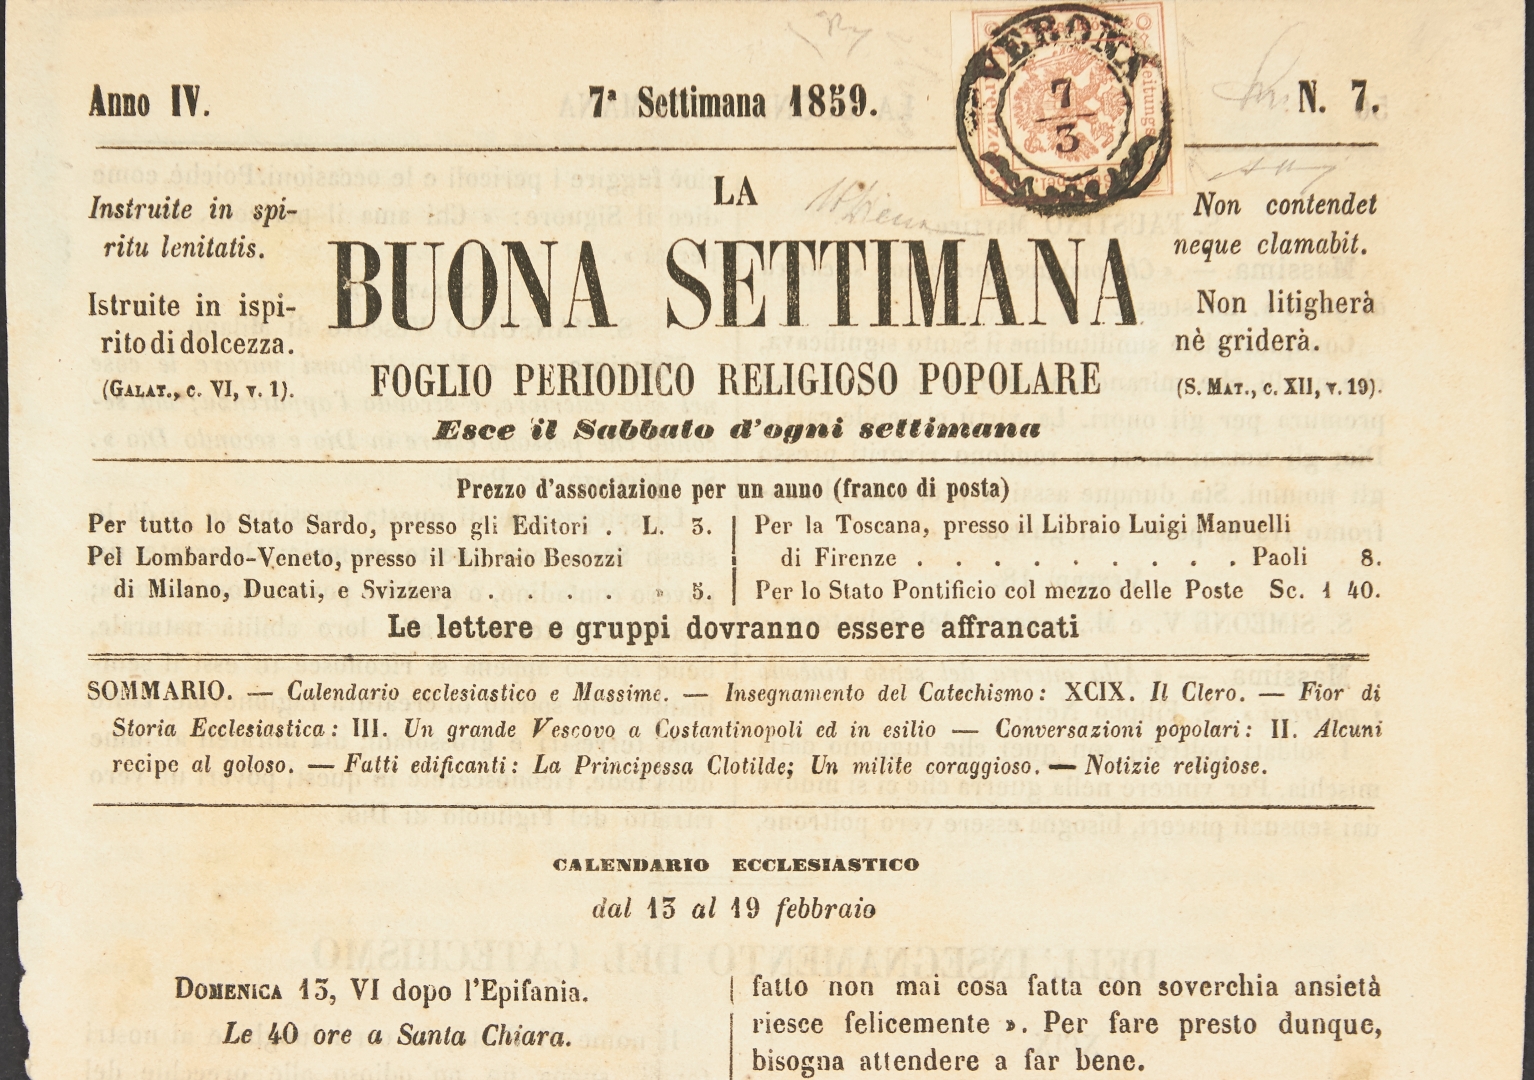 Anno IV. 7ª Settimana 1859. N. 7.
VERONA
7
3
LA
BUONA SETTIMANA
FOGLIO PERIODICO RELIGIOSO POPOLARE
Esce il Sabbato d'ogni settimana
Instruite in spi-
ritu lenitatis.
Istruite in ispi-
rito di dolcezza.
(GALAT., c. VI, v. 1).
Non contendet
neque clamabit.
Non litigherà
nè griderà.
(S. MAT., c. XII, v. 19).
Prezzo d'associazione per un anno (franco di posta)
Per tutto lo Stato Sardo, presso gli Editori . L. 3.
Pel Lombardo-Veneto, presso il Libraio Besozzi
di Milano, Ducati, e Svizzera . . . . » 5.
Per la Toscana, presso il Libraio Luigi Manuelli
di Firenze . . . . . . . . . . Paoli 8.
Per lo Stato Pontificio col mezzo delle Poste Sc. 1 40.
Le lettere e gruppi dovranno essere affrancati
SOMMARIO. — Calendario ecclesiastico e Massime. — Insegnamento del Catechismo: XCIX. Il Clero. — Fior di
Storia Ecclesiastica: III. Un grande Vescovo a Costantinopoli ed in esilio — Conversazioni popolari: II. Alcuni
recipe al goloso. — Fatti edificanti: La Principessa Clotilde; Un milite coraggioso. — Notizie religiose.
CALENDARIO ECCLESIASTICO
dal 13 al 19 febbraio
DOMENICA 13, VI dopo l'Epifania.
Le 40 ore a Santa Chiara.
fatto non mai cosa fatta con soverchia ansietà
riesce felicemente ». Per fare presto dunque,
bisogna attendere a far bene.